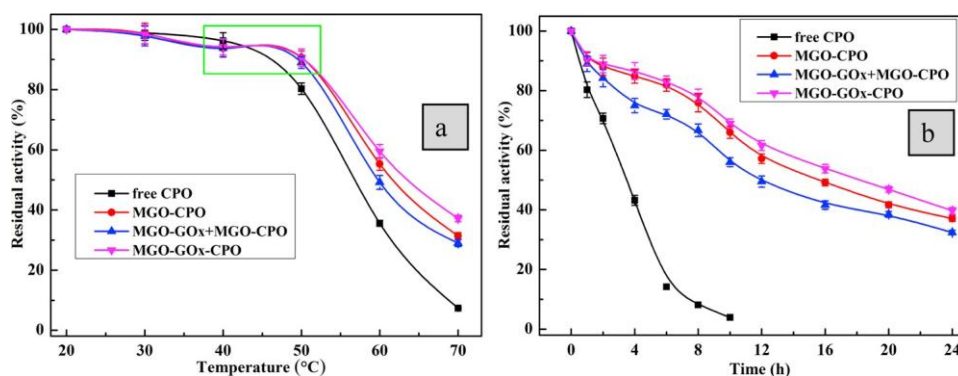 100
80
60
40
20
0
Residual activity (%)
a
free CPO
MGO-CPO
MGO-GOx+MGO-CPO
MGO-GOx-CPO
20 30 40 50 60 70
Temperature (°C)
100
80
60
40
20
0
Residual activity (%)
free CPO
MGO-CPO
MGO-GOx+MGO-CPO
MGO-GOx-CPO
b
0 4 8 12 16 20 24
Time (h)